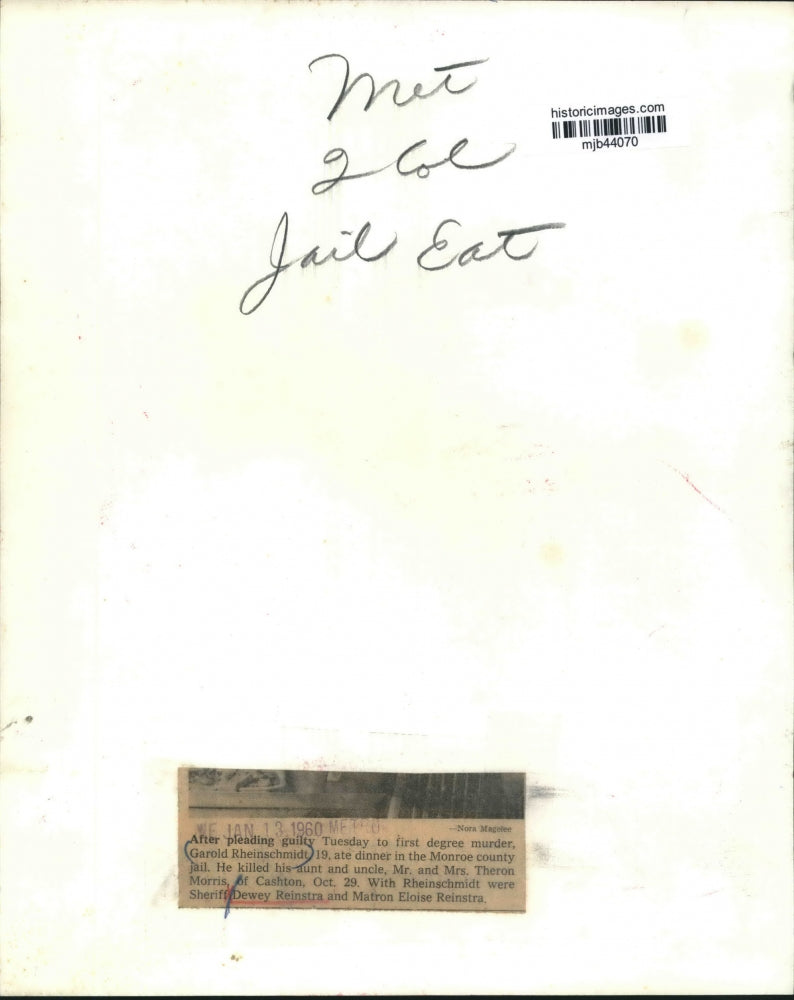 Met
2 Col
Jail Eat
historicimages.com
mjb44070
WE JAN 13 1960 METRO
—Nora Magelee
After pleading guilty Tuesday to first degree murder,
Garold Rheinschmidt, 19, ate dinner in the Monroe county
jail. He killed his aunt and uncle, Mr. and Mrs. Theron
Morris, of Cashton, Oct. 29. With Rheinschmidt were
Sheriff Dewey Reinstra and Matron Eloise Reinstra.